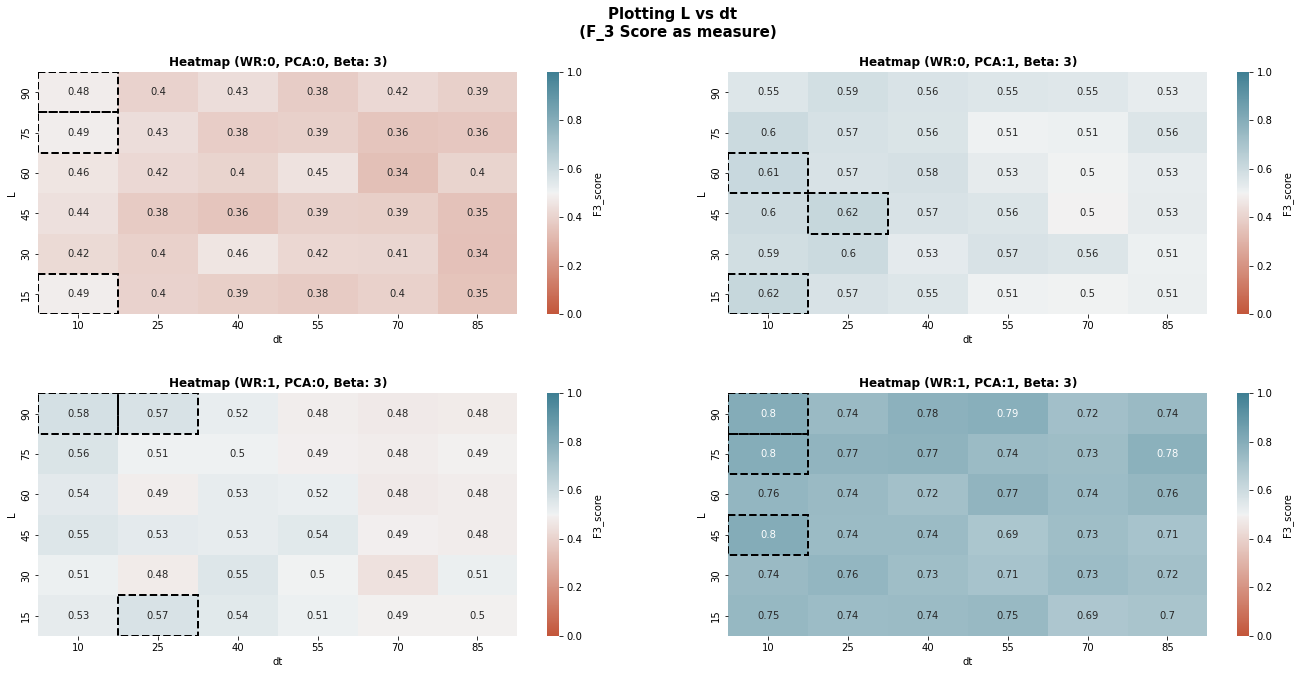 Plotting L vs dt
(F_3 Score as measure)
Heatmap (WR:0, PCA:0, Beta: 3)
90 0.48 0.4 0.43 0.38 0.42 0.39
75 0.49 0.43 0.38 0.39 0.36 0.36
60 0.46 0.42 0.4 0.45 0.34 0.4
45 0.44 0.38 0.36 0.39 0.39 0.35
30 0.42 0.4 0.46 0.42 0.41 0.34
15 0.49 0.4 0.39 0.38 0.4 0.35
10 25 40 55 70 85
L
dt
1.0
0.8
0.6
0.4
0.2
0.0
F3_score
Heatmap (WR:0, PCA:1, Beta: 3)
90 0.55 0.59 0.56 0.55 0.55 0.53
75 0.6 0.57 0.56 0.51 0.51 0.56
60 0.61 0.57 0.58 0.53 0.5 0.53
45 0.6 0.62 0.57 0.56 0.5 0.53
30 0.59 0.6 0.53 0.57 0.56 0.51
15 0.62 0.57 0.55 0.51 0.5 0.51
10 25 40 55 70 85
L
dt
1.0
0.8
0.6
0.4
0.2
0.0
F3_score
Heatmap (WR:1, PCA:0, Beta: 3)
90 0.58 0.57 0.52 0.48 0.48 0.48
75 0.56 0.51 0.5 0.49 0.48 0.49
60 0.54 0.49 0.53 0.52 0.48 0.48
45 0.55 0.53 0.53 0.54 0.49 0.48
30 0.51 0.48 0.55 0.5 0.45 0.51
15 0.53 0.57 0.54 0.51 0.49 0.5
10 25 40 55 70 85
L
dt
1.0
0.8
0.6
0.4
0.2
0.0
F3_score
Heatmap (WR:1, PCA:1, Beta: 3)
90 0.8 0.74 0.78 0.79 0.72 0.74
75 0.8 0.77 0.77 0.74 0.73 0.78
60 0.76 0.74 0.72 0.77 0.74 0.76
45 0.8 0.74 0.74 0.69 0.73 0.71
30 0.74 0.76 0.73 0.71 0.73 0.72
15 0.75 0.74 0.74 0.75 0.69 0.7
10 25 40 55 70 85
L
dt
1.0
0.8
0.6
0.4
0.2
0.0
F3_score